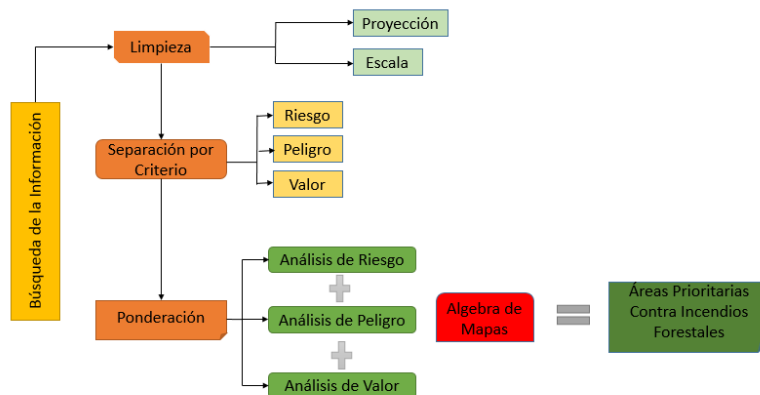 Búsqueda de la Información
Limpieza
Proyección
Escala
Separación por
Criterio
Riesgo
Peligro
Valor
Ponderación
Análisis de Riesgo
Análisis de Peligro
Análisis de Valor
Algebra de
Mapas
Áreas Prioritarias
Contra Incendios
Forestales